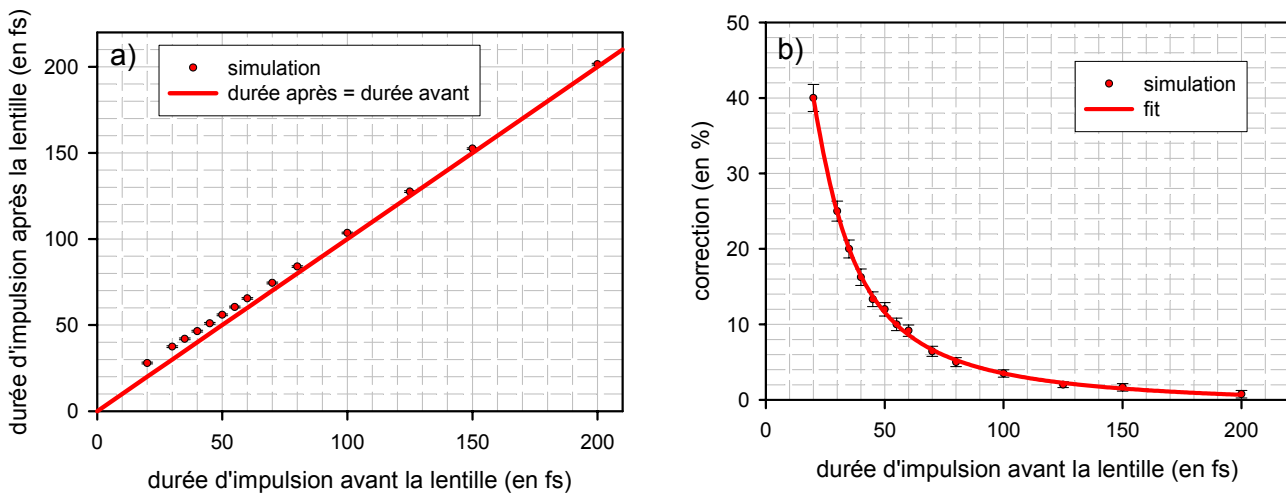 a)
simulation
durée après = durée avant
durée d'impulsion après la lentille (en fs)
200
150
100
50
0
0 50 100 150 200
durée d'impulsion avant la lentille (en fs)
b)
simulation
fit
correction (en %)
50
40
30
20
10
0
0 50 100 150 200
durée d'impulsion avant la lentille (en fs)